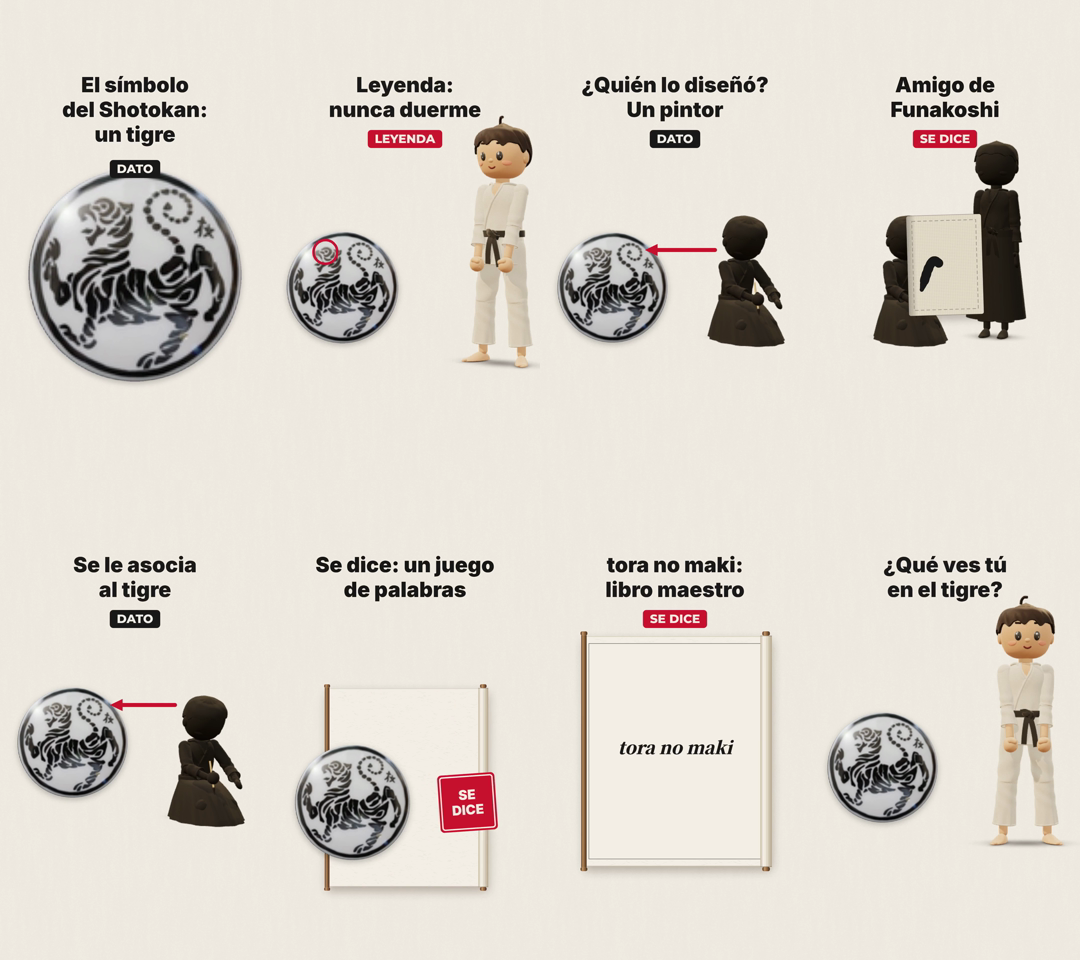 El símbolo
del Shotokan:
un tigre
DATO
Leyenda:
nunca duerme
LEYENDA
¿Quién lo diseñó?
Un pintor
DATO
Amigo de
Funakoshi
SE DICE
Se le asocia
al tigre
DATO
Se dice: un juego
de palabras
SE
DICE
tora no maki:
libro maestro
SE DICE
tora no maki
¿Qué ves tú
en el tigre?